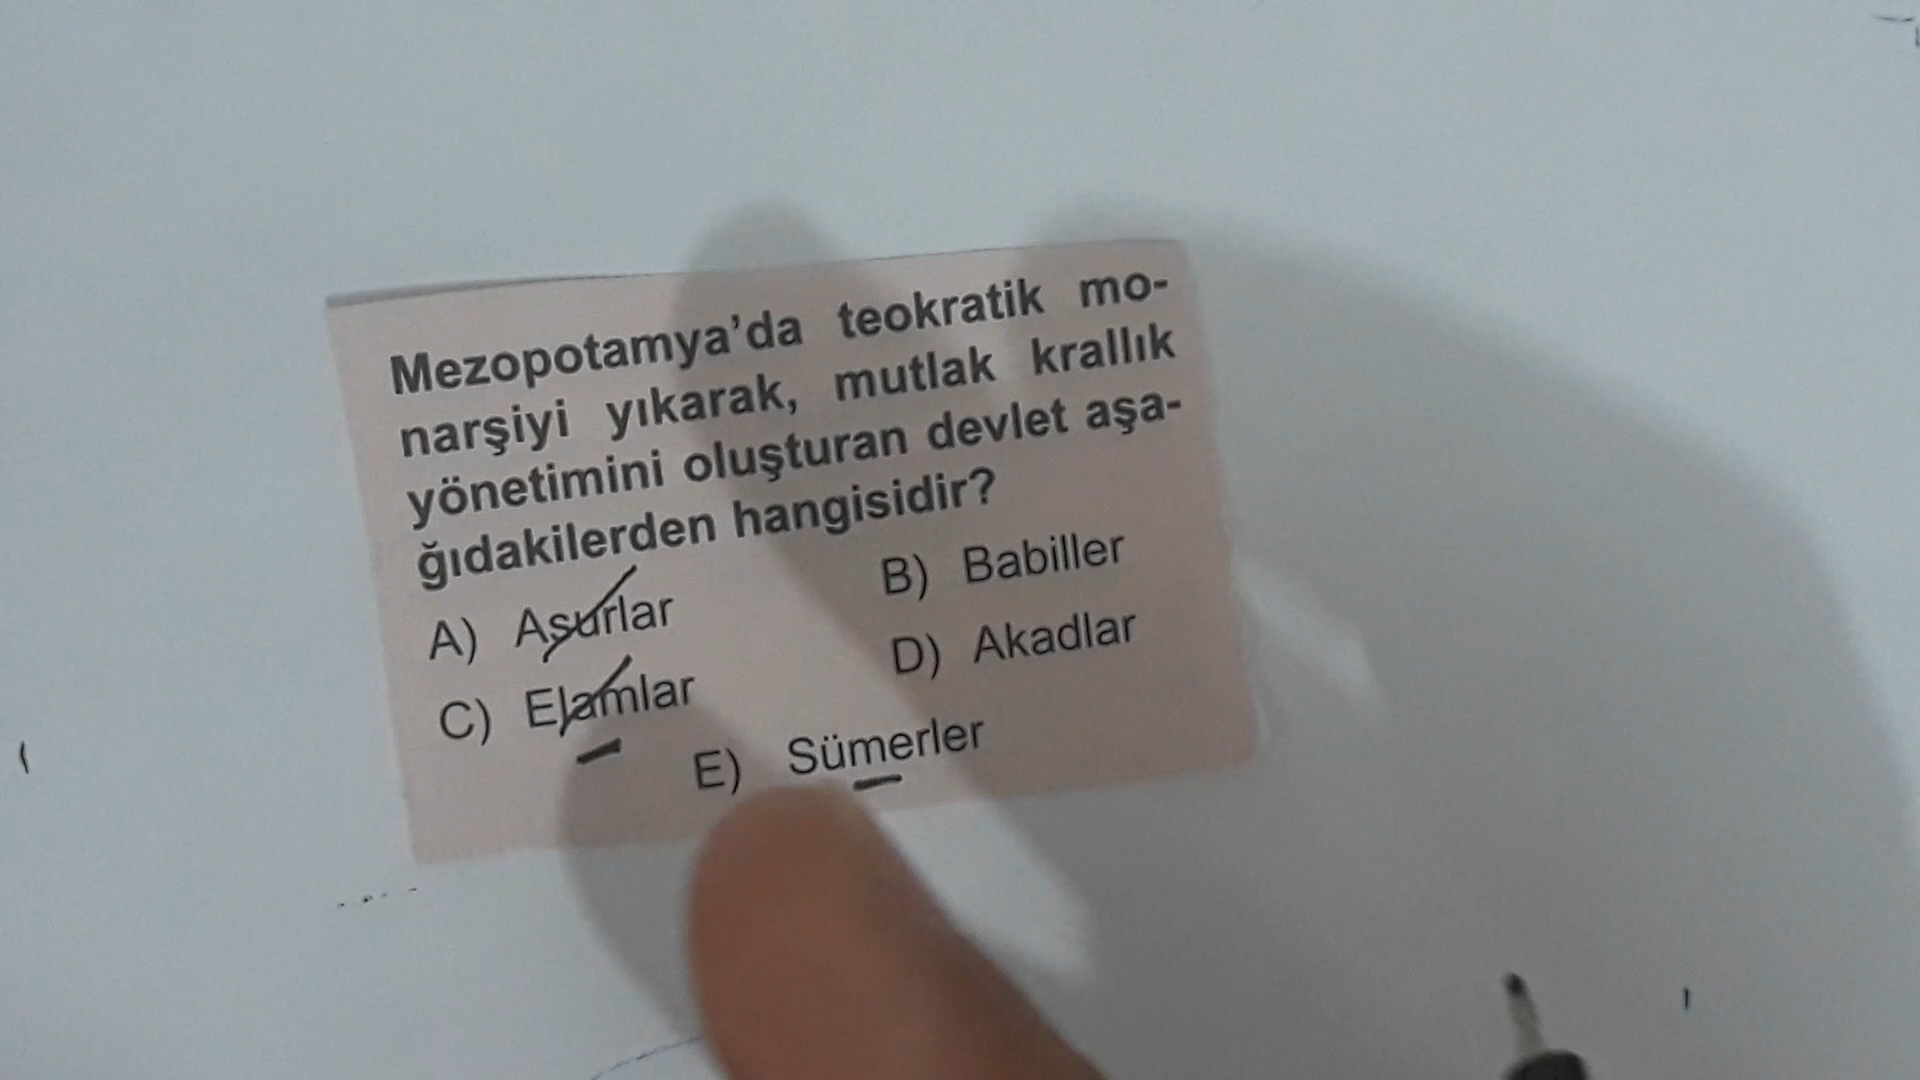 Mezopotamya'da teokratik mo-
narşiyi yıkarak, mutlak krallık
yönetimini oluşturan devlet aşa-
ğıdakilerden hangisidir?
A) Asurlar B) Babiller
C) Elamlar D) Akadlar
E) Sümerler